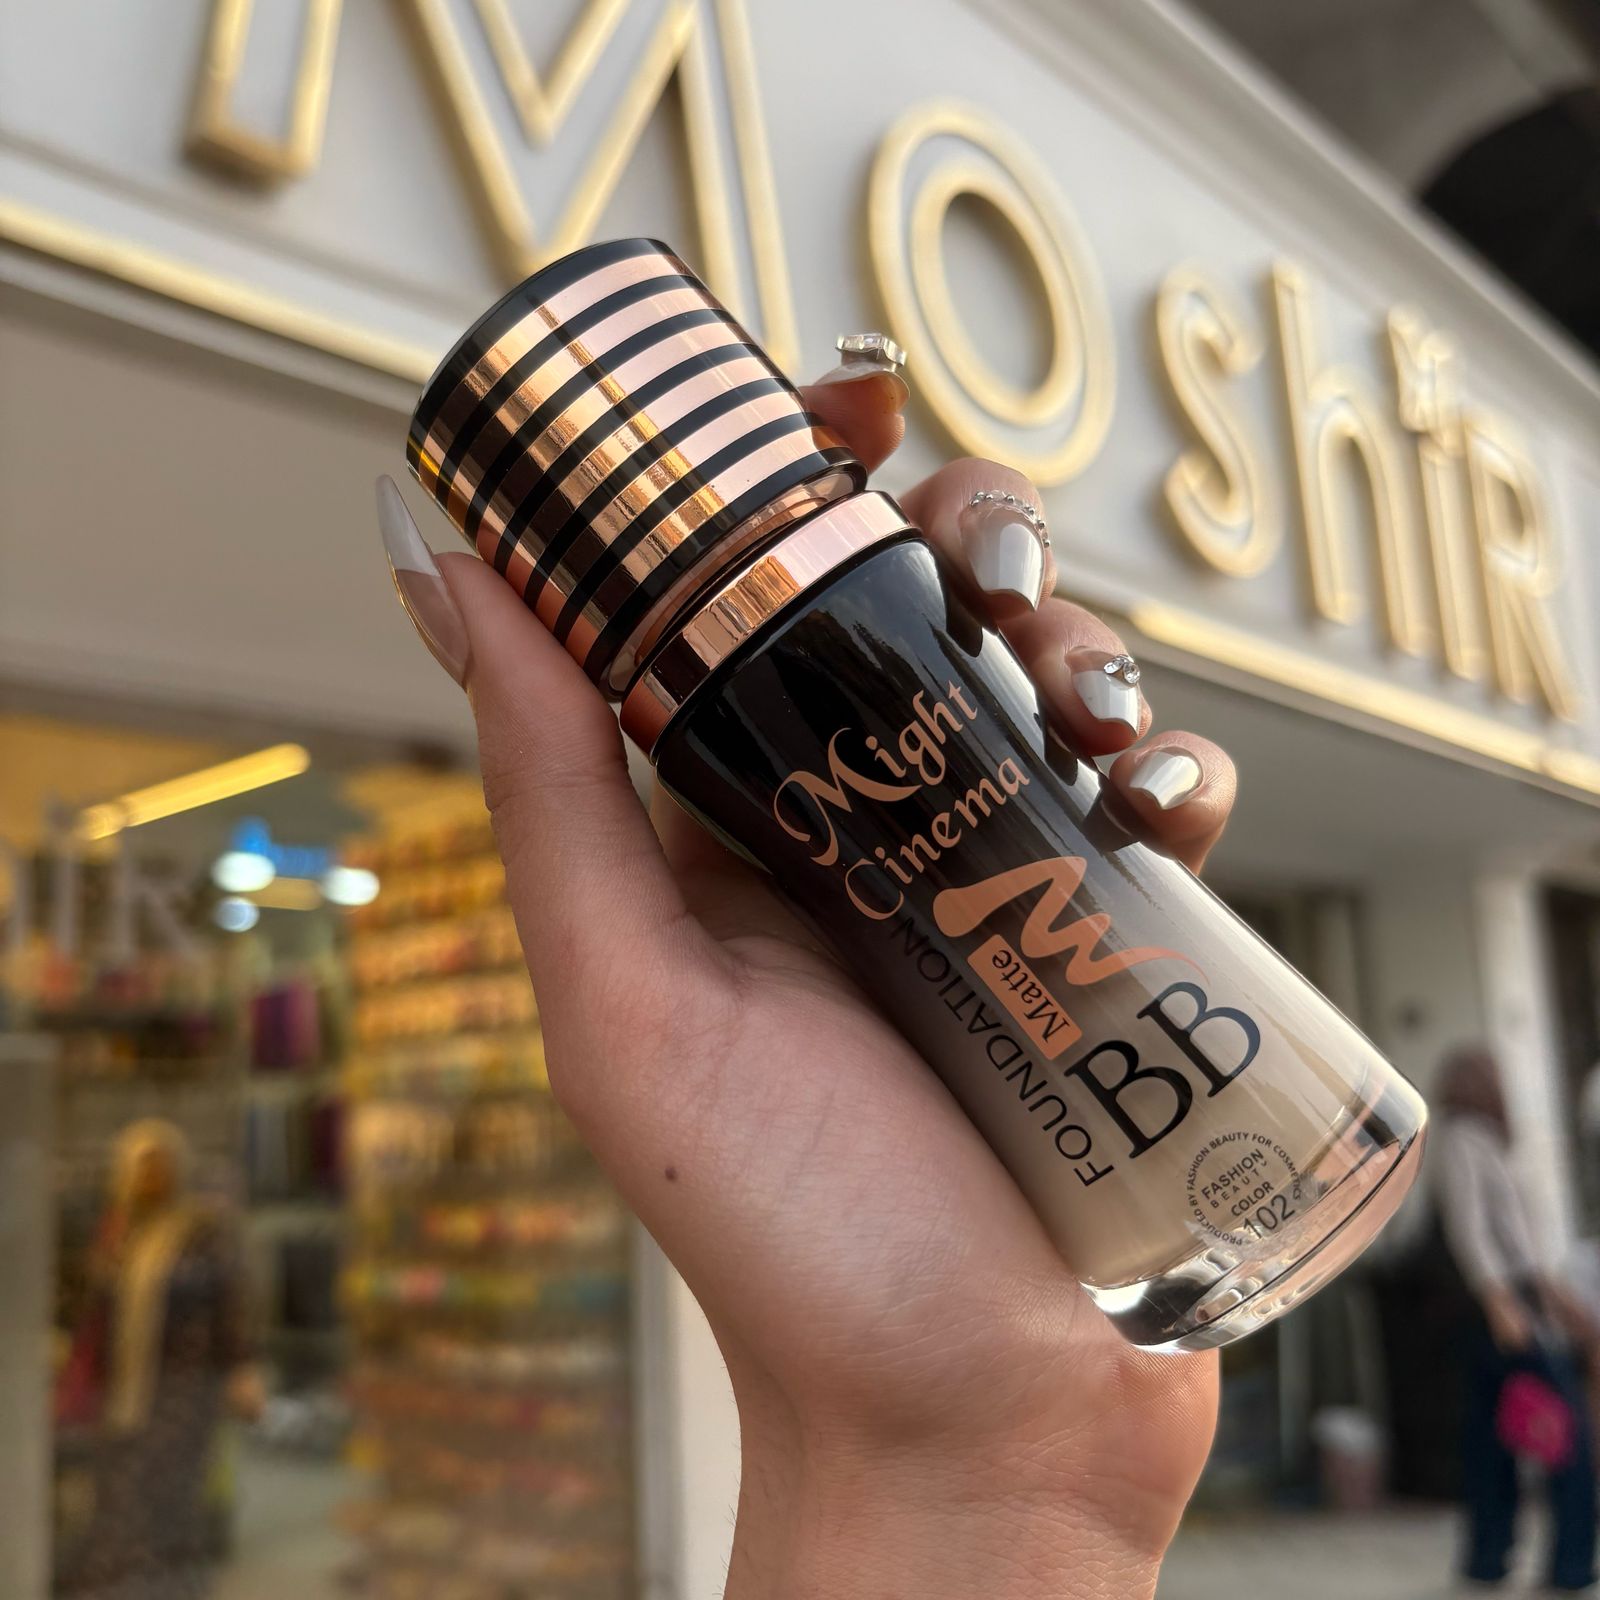 Moshir
Might
Cinema
Matte
FOUNDATION
BB
PRODUCED BY FASHION BEAUTY FOR COSMETICS
FASHION
BEAUTY
COLOR
102